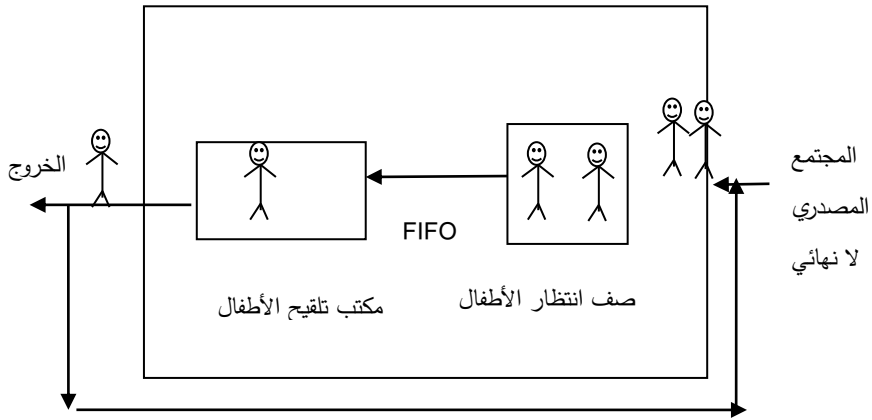 المجتمع
المصدري
لا نهائي
الخروج
FIFO
صف انتظار الأطفال
مكتب تلقيح الأطفال